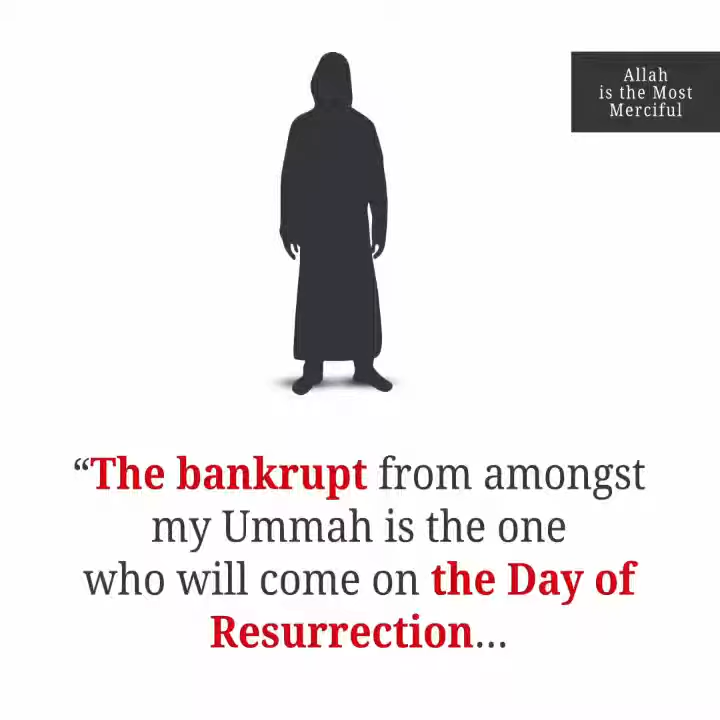 Allah
is the Most
Merciful
“The bankrupt from amongst
my Ummah is the one
who will come on the Day of
Resurrection...